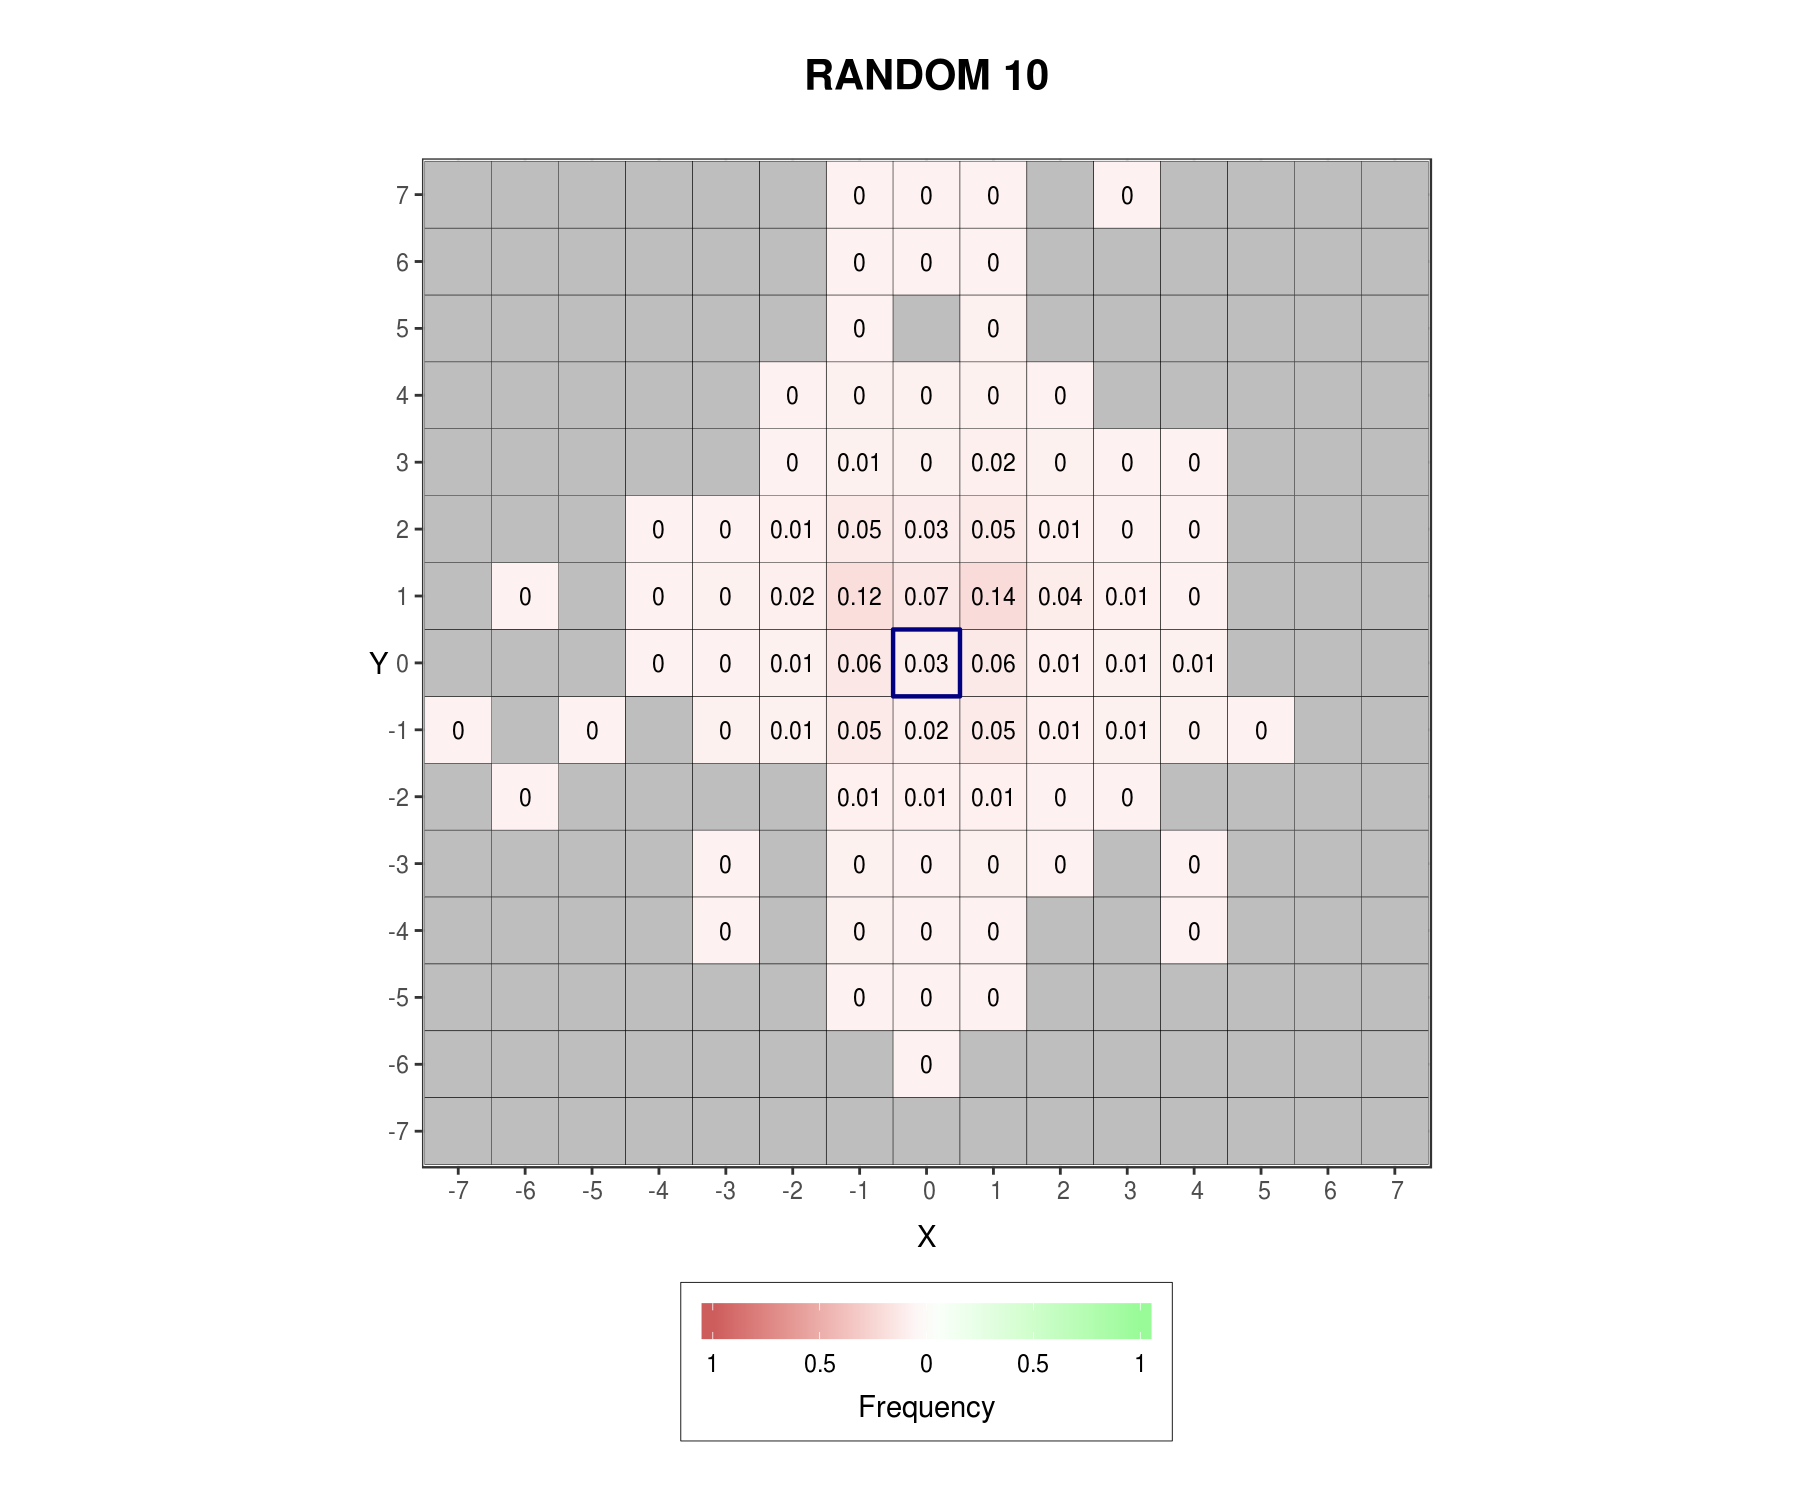 RANDOM 10
7 0 0 0 0
6 0 0 0
5 0 0
4 0 0 0 0 0
3 0 0.01 0 0.02 0 0 0
2 0 0 0.01 0.05 0.03 0.05 0.01 0 0
1 0 0 0 0.02 0.12 0.07 0.14 0.04 0.01 0
Y 0 0 0 0.01 0.06 0.03 0.06 0.01 0.01 0.01
-1 0 0 0 0.01 0.05 0.02 0.05 0.01 0.01 0 0
-2 0 0.01 0.01 0.01 0 0
-3 0 0 0 0 0 0
-4 0 0 0 0 0
-5 0 0 0
-6 0
-7
-7 -6 -5 -4 -3 -2 -1 0 1 2 3 4 5 6 7
X
1 0.5 0 0.5 1
Frequency